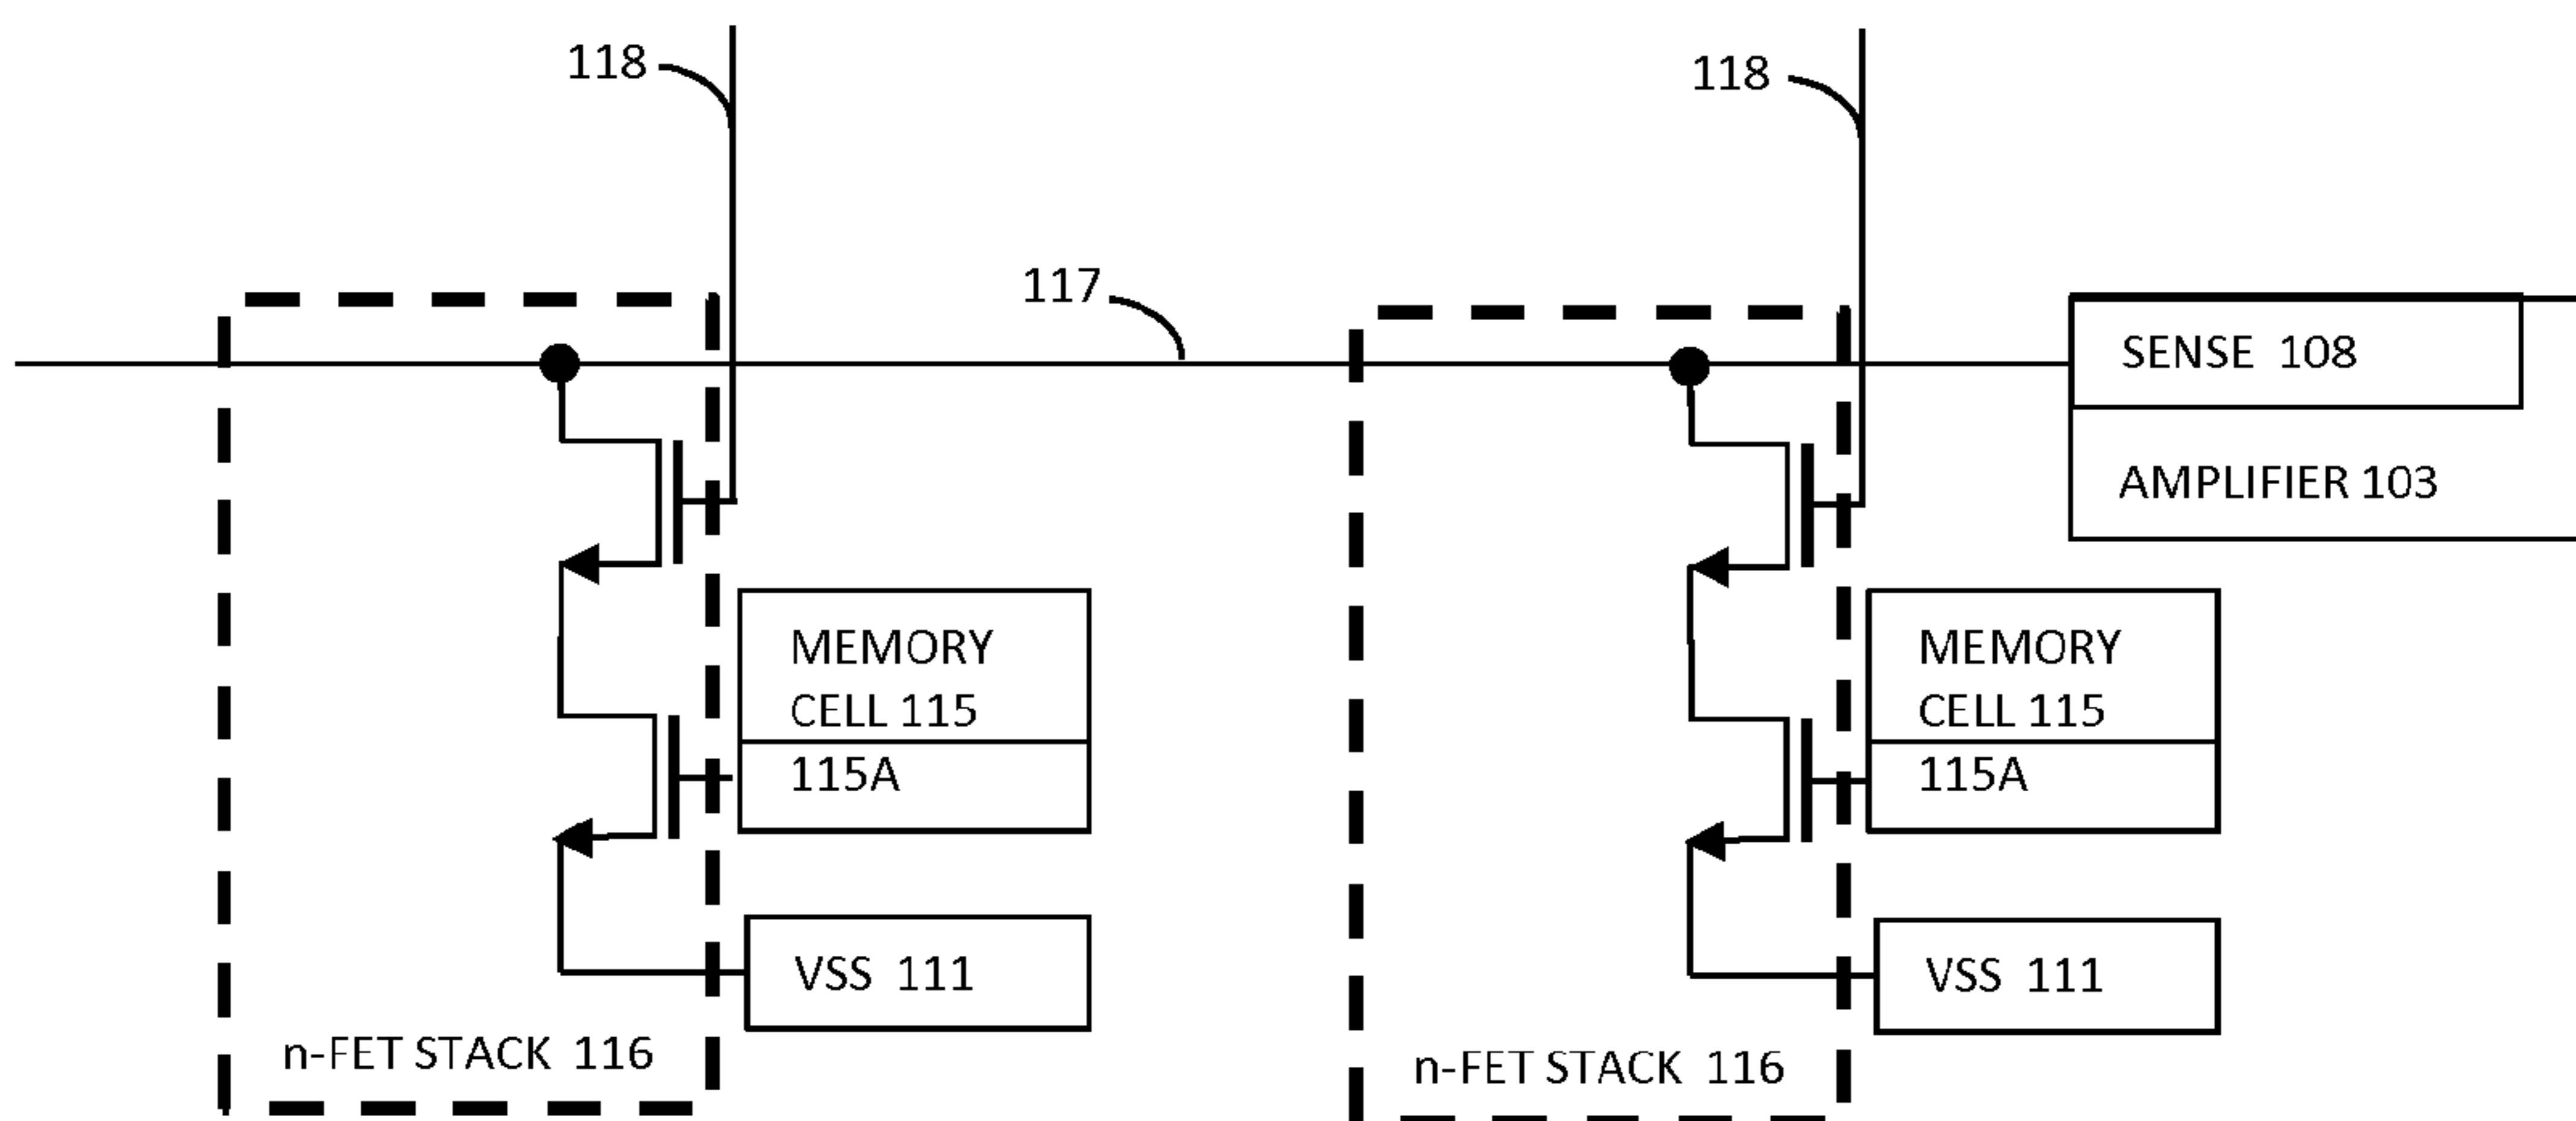 118
118
117
SENSE 108
AMPLIFIER 103
MEMORY
CELL 115
115A
MEMORY
CELL 115
115A
VSS 111
VSS 111
n-FET STACK 116
n-FET STACK 116